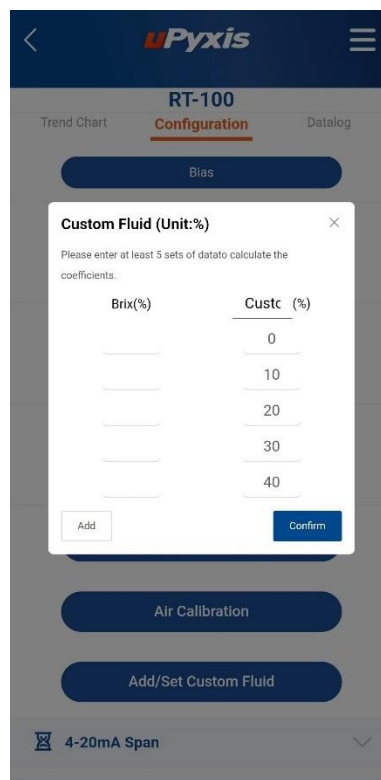 uPyxis
RT-100
Trend Chart Configuration Datalog
Bias
Custom Fluid (Unit:%)
Please enter at least 5 sets of datato calculate the
coefficients.
Brix(%) Custc (%)
0
10
20
30
40
Add Confirm
Air Calibration
Add/Set Custom Fluid
4-20mA Span